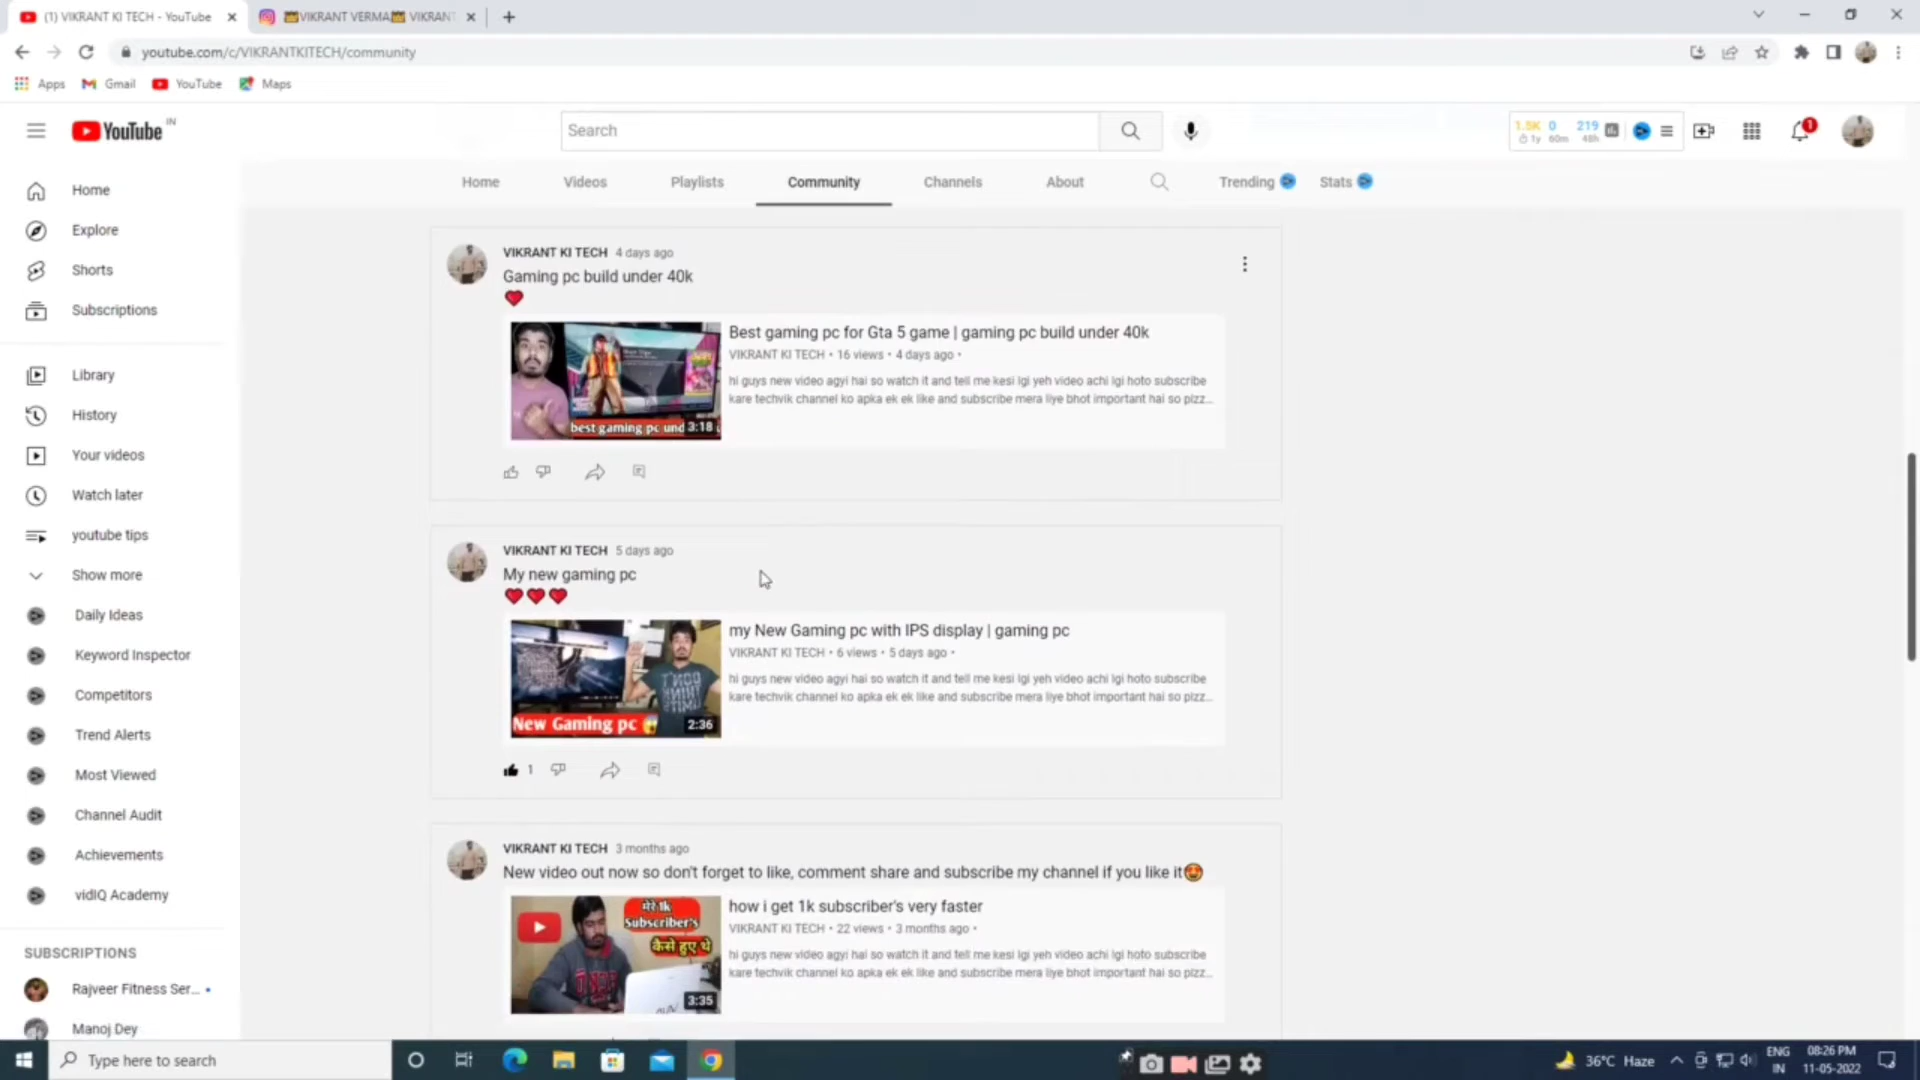 (1) VIKRANT KI TECH - YouTube
VIKRANT VERMA VIKRANT
youtube.com/c/VIKRANTKITECH/community
Apps
Gmail
YouTube
Maps
YouTube IN
Search
1.5K 0 219
1y 60m 48h
1
Home
Videos
Playlists
Community
Channels
About
Trending
Stats
Home
Explore
Shorts
Subscriptions
Library
History
Your videos
Watch later
youtube tips
Show more
Daily Ideas
Keyword Inspector
Competitors
Trend Alerts
Most Viewed
Channel Audit
Achievements
vidIQ Academy
SUBSCRIPTIONS
Rajveer Fitness Ser... •
Manoj Dey
VIKRANT KI TECH 4 days ago
Gaming pc build under 40k
❤
best gaming pc und 3:18
Best gaming pc for Gta 5 game | gaming pc build under 40k
VIKRANT KI TECH • 16 views • 4 days ago •
hi guys new video agyi hai so watch it and tell me kesi lgi yeh video achi lgi hoto subscribe
kare techvik channel ko apka ek ek like and subscribe mera liye bhot important hai so plzz...
VIKRANT KI TECH 5 days ago
My new gaming pc
❤❤❤
DON'T
THINK
New Gaming pc 😱 2:36
my New Gaming pc with IPS display | gaming pc
VIKRANT KI TECH • 6 views • 5 days ago •
hi guys new video agyi hai so watch it and tell me kesi lgi yeh video achi lgi hoto subscribe
kare techvik channel ko apka ek ek like and subscribe mera liye bhot important hai so plzz...
1
VIKRANT KI TECH 3 months ago
New video out now so don't forget to like, comment share and subscribe my channel if you like it🤩
मेरे 1k
Subscriber's
कैसे हुए थे
3:35
how i get 1k subscriber's very faster
VIKRANT KI TECH • 22 views • 3 months ago •
hi guys new video agyi hai so watch it and tell me kesi lgi yeh video achi lgi hoto subscribe
kare techvik channel ko apka ek ek like and subscribe mera liye bhot important hai so plzz...
Type here to search
36°C Haze
ENG
IN
08:26 PM
11-05-2022